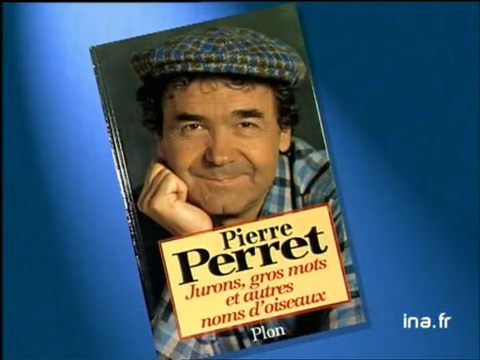 Pierre
Perret
Jurons, gros mots
et autres
noms d'oiseaux
Plon
ina.fr